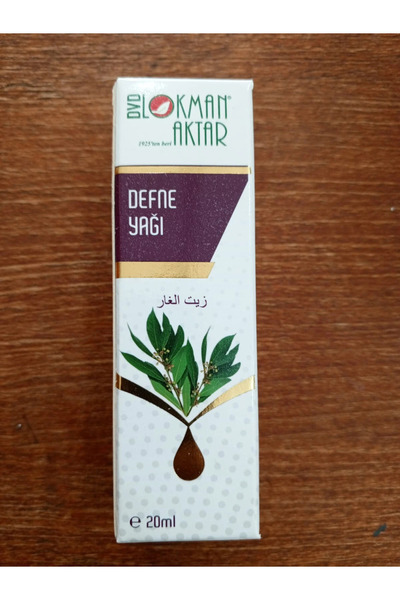 DVD LOKMAN®
AKTAR
1925'ten beri
DEFNE
YAĞI
زيت الغار
e 20ml